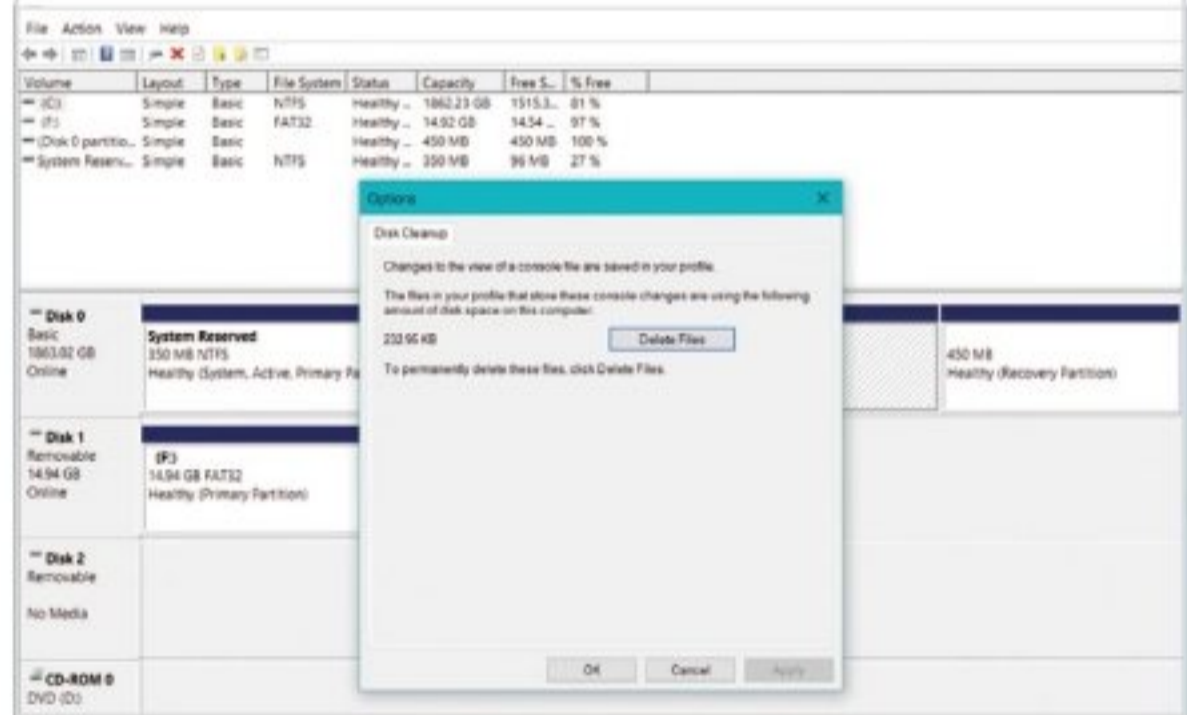 File Action View Help
Volume Layout Type File System Status Capacity Free S... % Free
(C:) Simple Basic NTFS Healthy ... 1862.23 GB 1515.3... 81 %
(F:) Simple Basic FAT32 Healthy ... 14.92 GB 14.54 ... 97 %
(Disk 0 partitio... Simple Basic Healthy ... 450 MB 450 MB 100 %
System Reserv... Simple Basic NTFS Healthy ... 350 MB 96 MB 27 %
Options
Disk Cleanup
Changes to the view of a console file are saved in your profile.
The files in your profile that store these console changes are using the following
amount of disk space on this computer:
232.95 KB Delete Files
To permanently delete these files, click Delete Files.
OK Cancel Apply
Disk 0
Basic
1863.02 GB
Online
System Reserved
350 MB NTFS
Healthy (System, Active, Primary Pa
450 MB
Healthy (Recovery Partition)
Disk 1
Removable
14.94 GB
Online
(F:)
14.94 GB FAT32
Healthy (Primary Partition)
Disk 2
Removable
No Media
CD-ROM 0
DVD (D:)